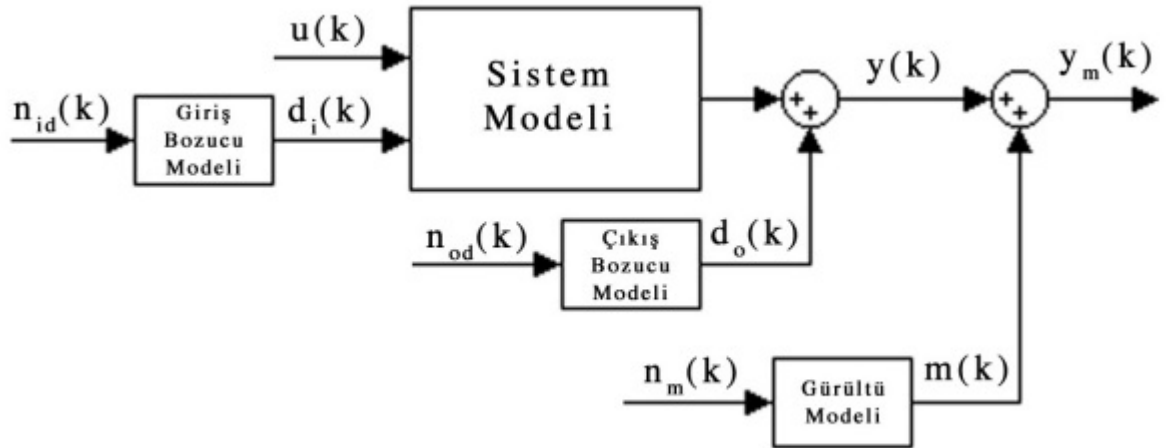 u(k)
Sistem
Modeli
n_id(k)
Giriş
Bozucu
Modeli
d_i(k)
+
+
y(k)
+
+
y_m(k)
n_od(k)
Çıkış
Bozucu
Modeli
d_o(k)
n_m(k)
Gürültü
Modeli
m(k)